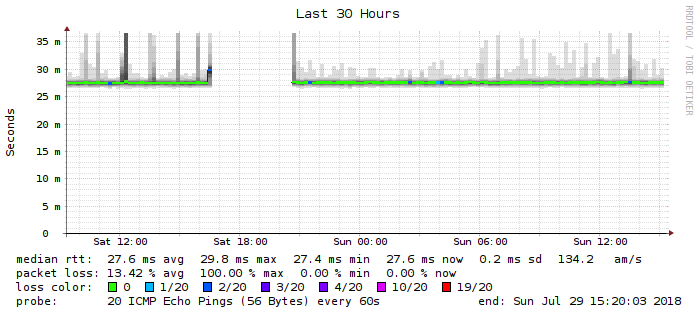 Last 30 Hours
RRDTOOL / TOBI OETIKER
Seconds
35 m
30 m
25 m
20 m
15 m
10 m
5 m
0
Sat 12:00 Sat 18:00 Sun 00:00 Sun 06:00 Sun 12:00
median rtt: 27.6 ms avg 29.8 ms max 27.4 ms min 27.6 ms now 0.2 ms sd 134.2 am/s
packet loss: 13.42 % avg 100.00 % max 0.00 % min 0.00 % now
loss color: 0 1/20 2/20 3/20 4/20 10/20 19/20
probe: 20 ICMP Echo Pings (56 Bytes) every 60s end: Sun Jul 29 15:20:03 2018